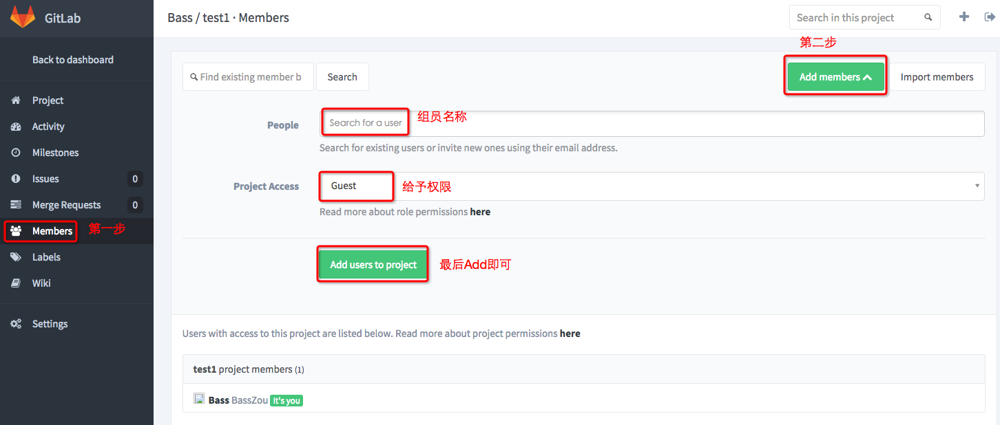 GitLab
Bass / test1 · Members
Search in this project
Back to dashboard
第二步
Find existing member b
Search
Add members
Import members
Project
Activity
Milestones
Issues 0
Merge Requests 0
Members
第一步
Labels
Wiki
Settings
People
Search for a user
组员名称
Search for existing users or invite new ones using their email address.
Project Access
Guest
给予权限
Read more about role permissions here
Add users to project
最后Add即可
Users with access to this project are listed below. Read more about project permissions here
test1 project members (1)
Bass BassZou It's you